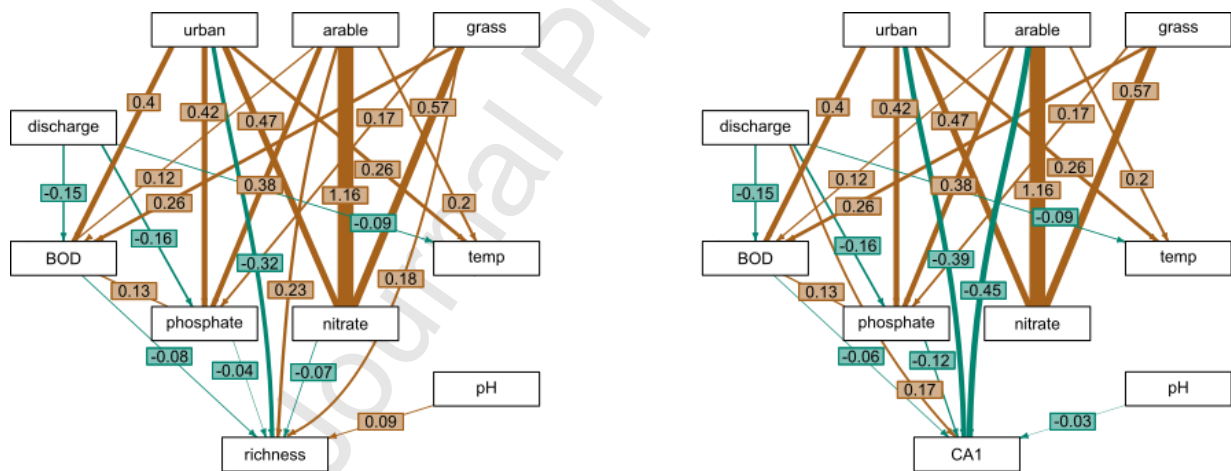 urban arable grass
0.4 0.42 0.47 0.17 0.57
discharge
-0.15 0.12 0.26 0.38 1.16 0.26 0.2
-0.16 -0.09
BOD temp
0.13 -0.32 0.23 0.18
phosphate nitrate
-0.08 -0.04 -0.07
pH
0.09
richness
urban arable grass
0.4 0.42 0.47 0.17 0.57
discharge
-0.15 0.12 0.26 0.38 1.16 0.26 0.2
-0.16 -0.09
BOD temp
0.13 -0.39 -0.45
phosphate nitrate
-0.06 -0.12
0.17
pH
-0.03
CA1
Journal Pr